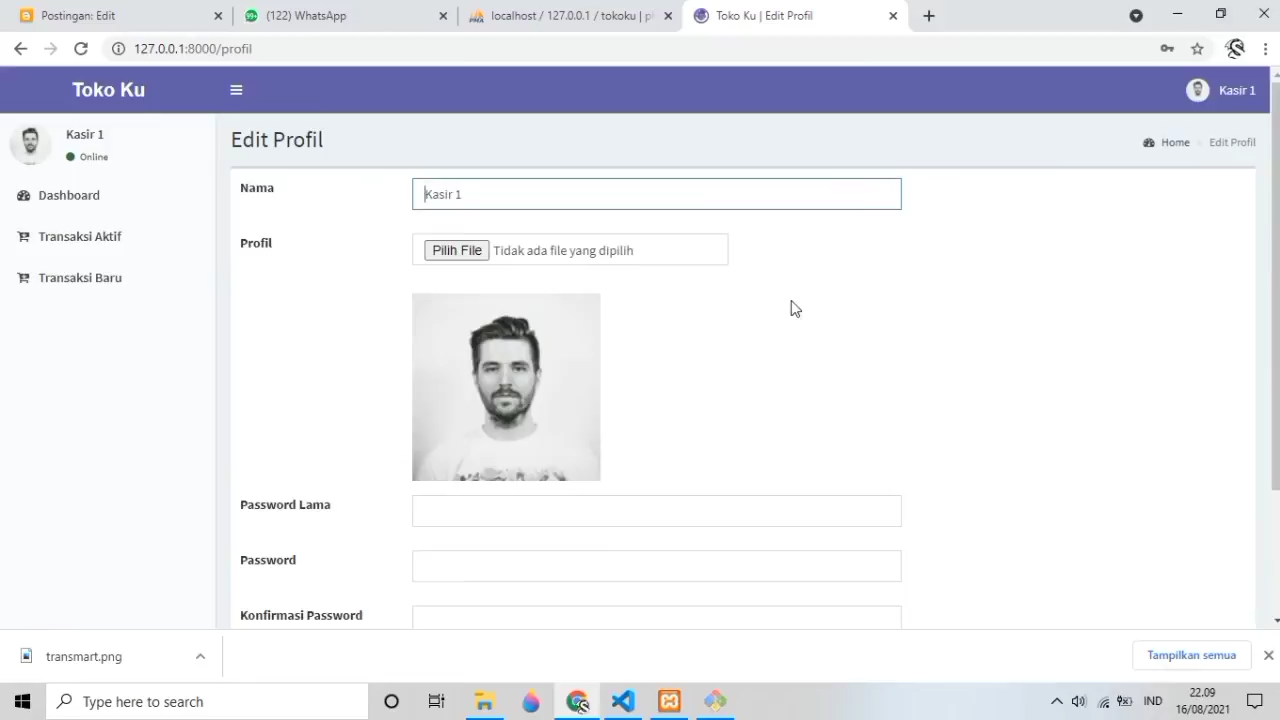 Postingan: Edit
(122) WhatsApp
localhost / 127.0.0.1 / tokoku | p
Toko Ku | Edit Profil
127.0.0.1:8000/profil
Toko Ku
Kasir 1
Kasir 1
Online
Edit Profil
Home
Edit Profil
Dashboard
Transaksi Aktif
Transaksi Baru
Nama
Kasir 1
Profil
Pilih File Tidak ada file yang dipilih
Password Lama
Password
Konfirmasi Password
transmart.png
Tampilkan semua
Type here to search
IND
22.09
16/08/2021